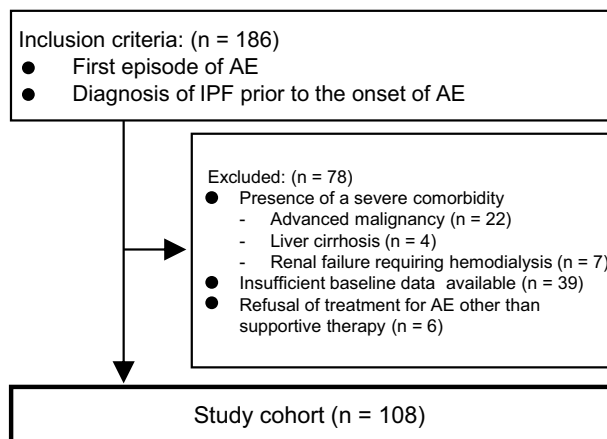 Inclusion criteria: (n = 186)
● First episode of AE
● Diagnosis of IPF prior to the onset of AE
Excluded: (n = 78)
● Presence of a severe comorbidity
- Advanced malignancy (n = 22)
- Liver cirrhosis (n = 4)
- Renal failure requiring hemodialysis (n = 7)
● Insufficient baseline data available (n = 39)
● Refusal of treatment for AE other than
supportive therapy (n = 6)
Study cohort (n = 108)